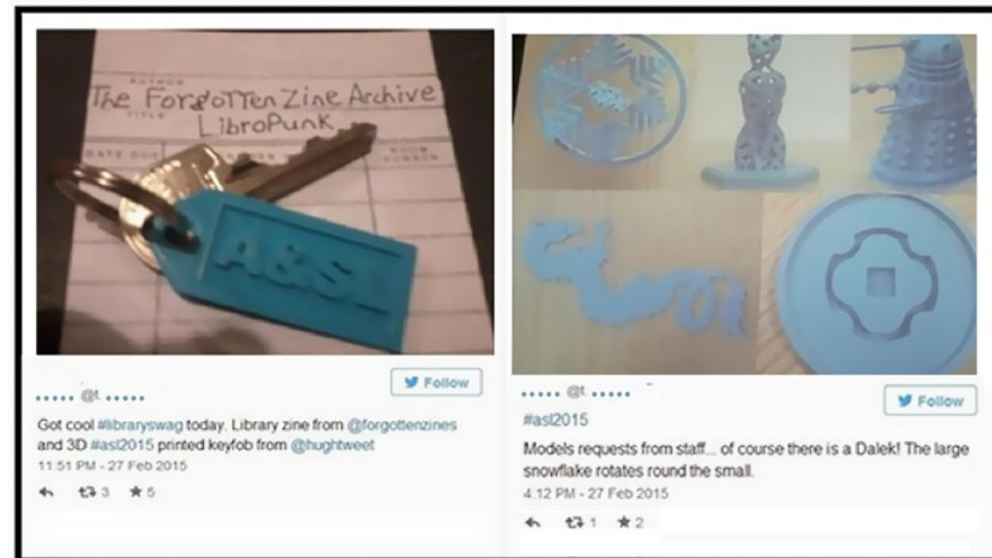 AUTHOR
The Forgotten Zine Archive
TITLE
LibroPunk
DATE DUE
ROOM
NUMBER
A&SL
Follow
..... @t ......
Got cool #libraryswag today. Library zine from @forgottenzines
and 3D #asl2015 printed keyfob from @hughtweet
11:51 PM - 27 Feb 2015
3 5
Follow
..... @t ......
#asl2015
Models requests from staff... of course there is a Dalek! The large
snowflake rotates round the small.
4:12 PM - 27 Feb 2015
1 2